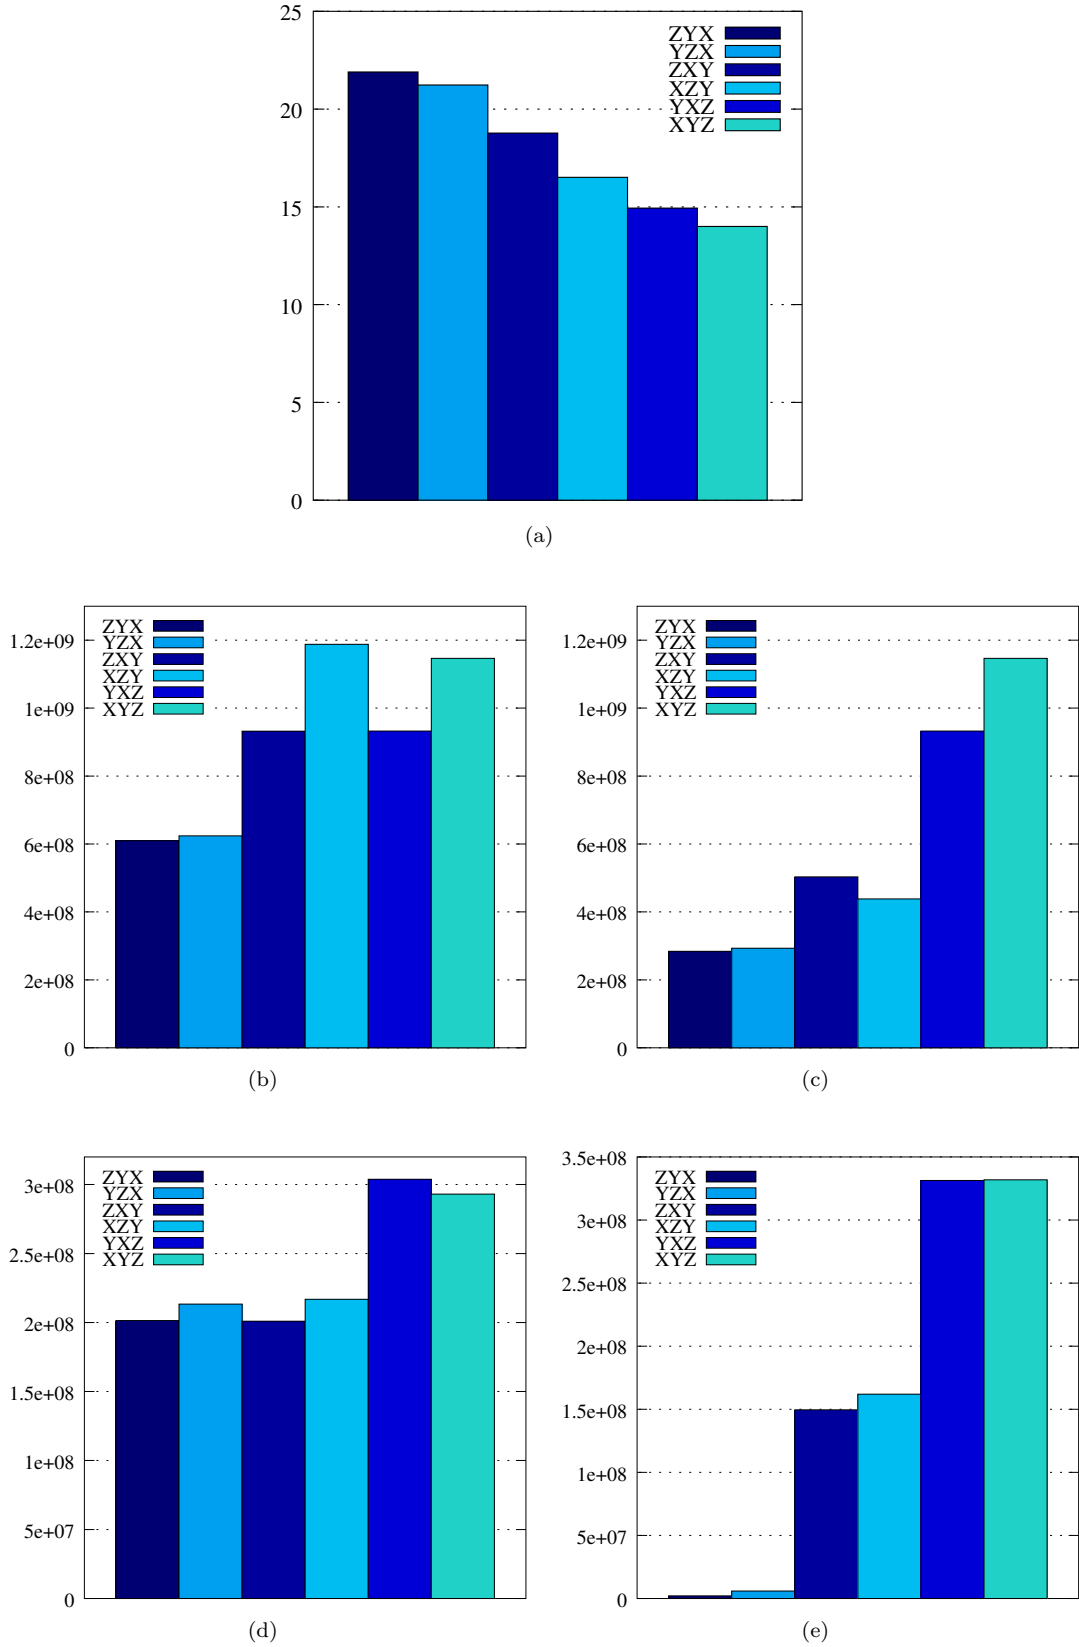 25
20
15
10
5
0
ZYX
YZX
ZXY
XZY
YXZ
XYZ
(a)
1.2e+09
1e+09
8e+08
6e+08
4e+08
2e+08
0
ZYX
YZX
ZXY
XZY
YXZ
XYZ
(b)
1.2e+09
1e+09
8e+08
6e+08
4e+08
2e+08
0
ZYX
YZX
ZXY
XZY
YXZ
XYZ
(c)
3e+08
2.5e+08
2e+08
1.5e+08
1e+08
5e+07
0
ZYX
YZX
ZXY
XZY
YXZ
XYZ
(d)
3.5e+08
3e+08
2.5e+08
2e+08
1.5e+08
1e+08
5e+07
0
ZYX
YZX
ZXY
XZY
YXZ
XYZ
(e)